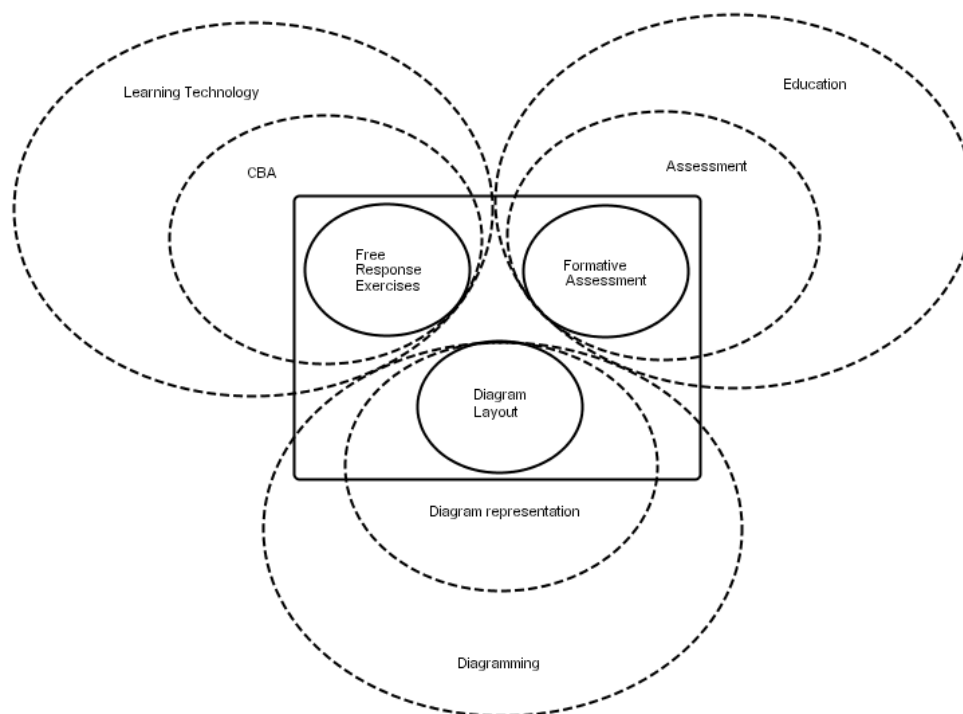 Learning Technology
Education
CBA
Assessment
Free
Response
Exercises
Formative
Assessment
Diagram
Layout
Diagram representation
Diagramming